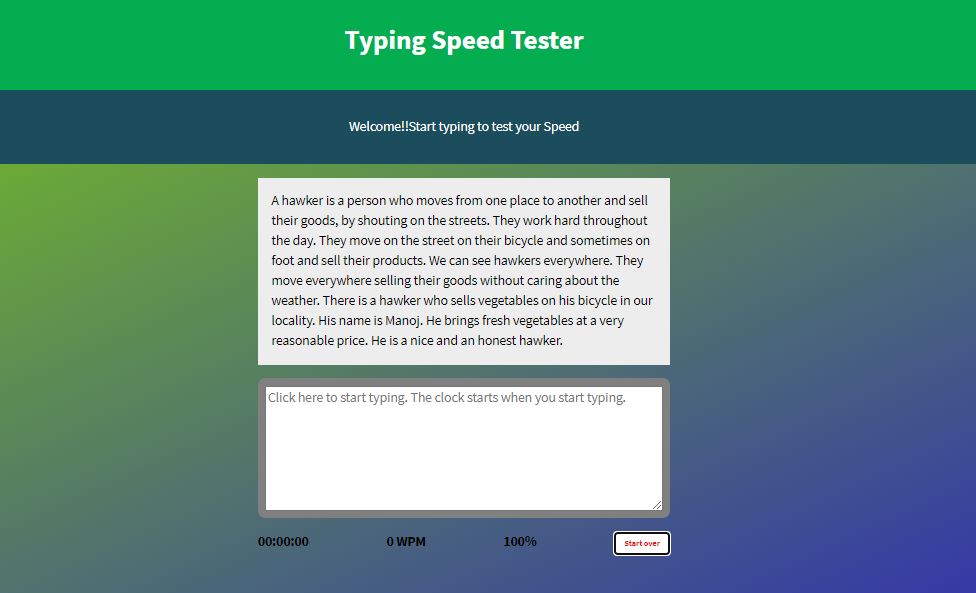 Typing Speed Tester
Welcome!!Start typing to test your Speed
A hawker is a person who moves from one place to another and sell
their goods, by shouting on the streets. They work hard throughout
the day. They move on the street on their bicycle and sometimes on
foot and sell their products. We can see hawkers everywhere. They
move everywhere selling their goods without caring about the
weather. There is a hawker who sells vegetables on his bicycle in our
locality. His name is Manoj. He brings fresh vegetables at a very
reasonable price. He is a nice and an honest hawker.
Click here to start typing. The clock starts when you start typing.
00:00:00 0 WPM 100% Start over